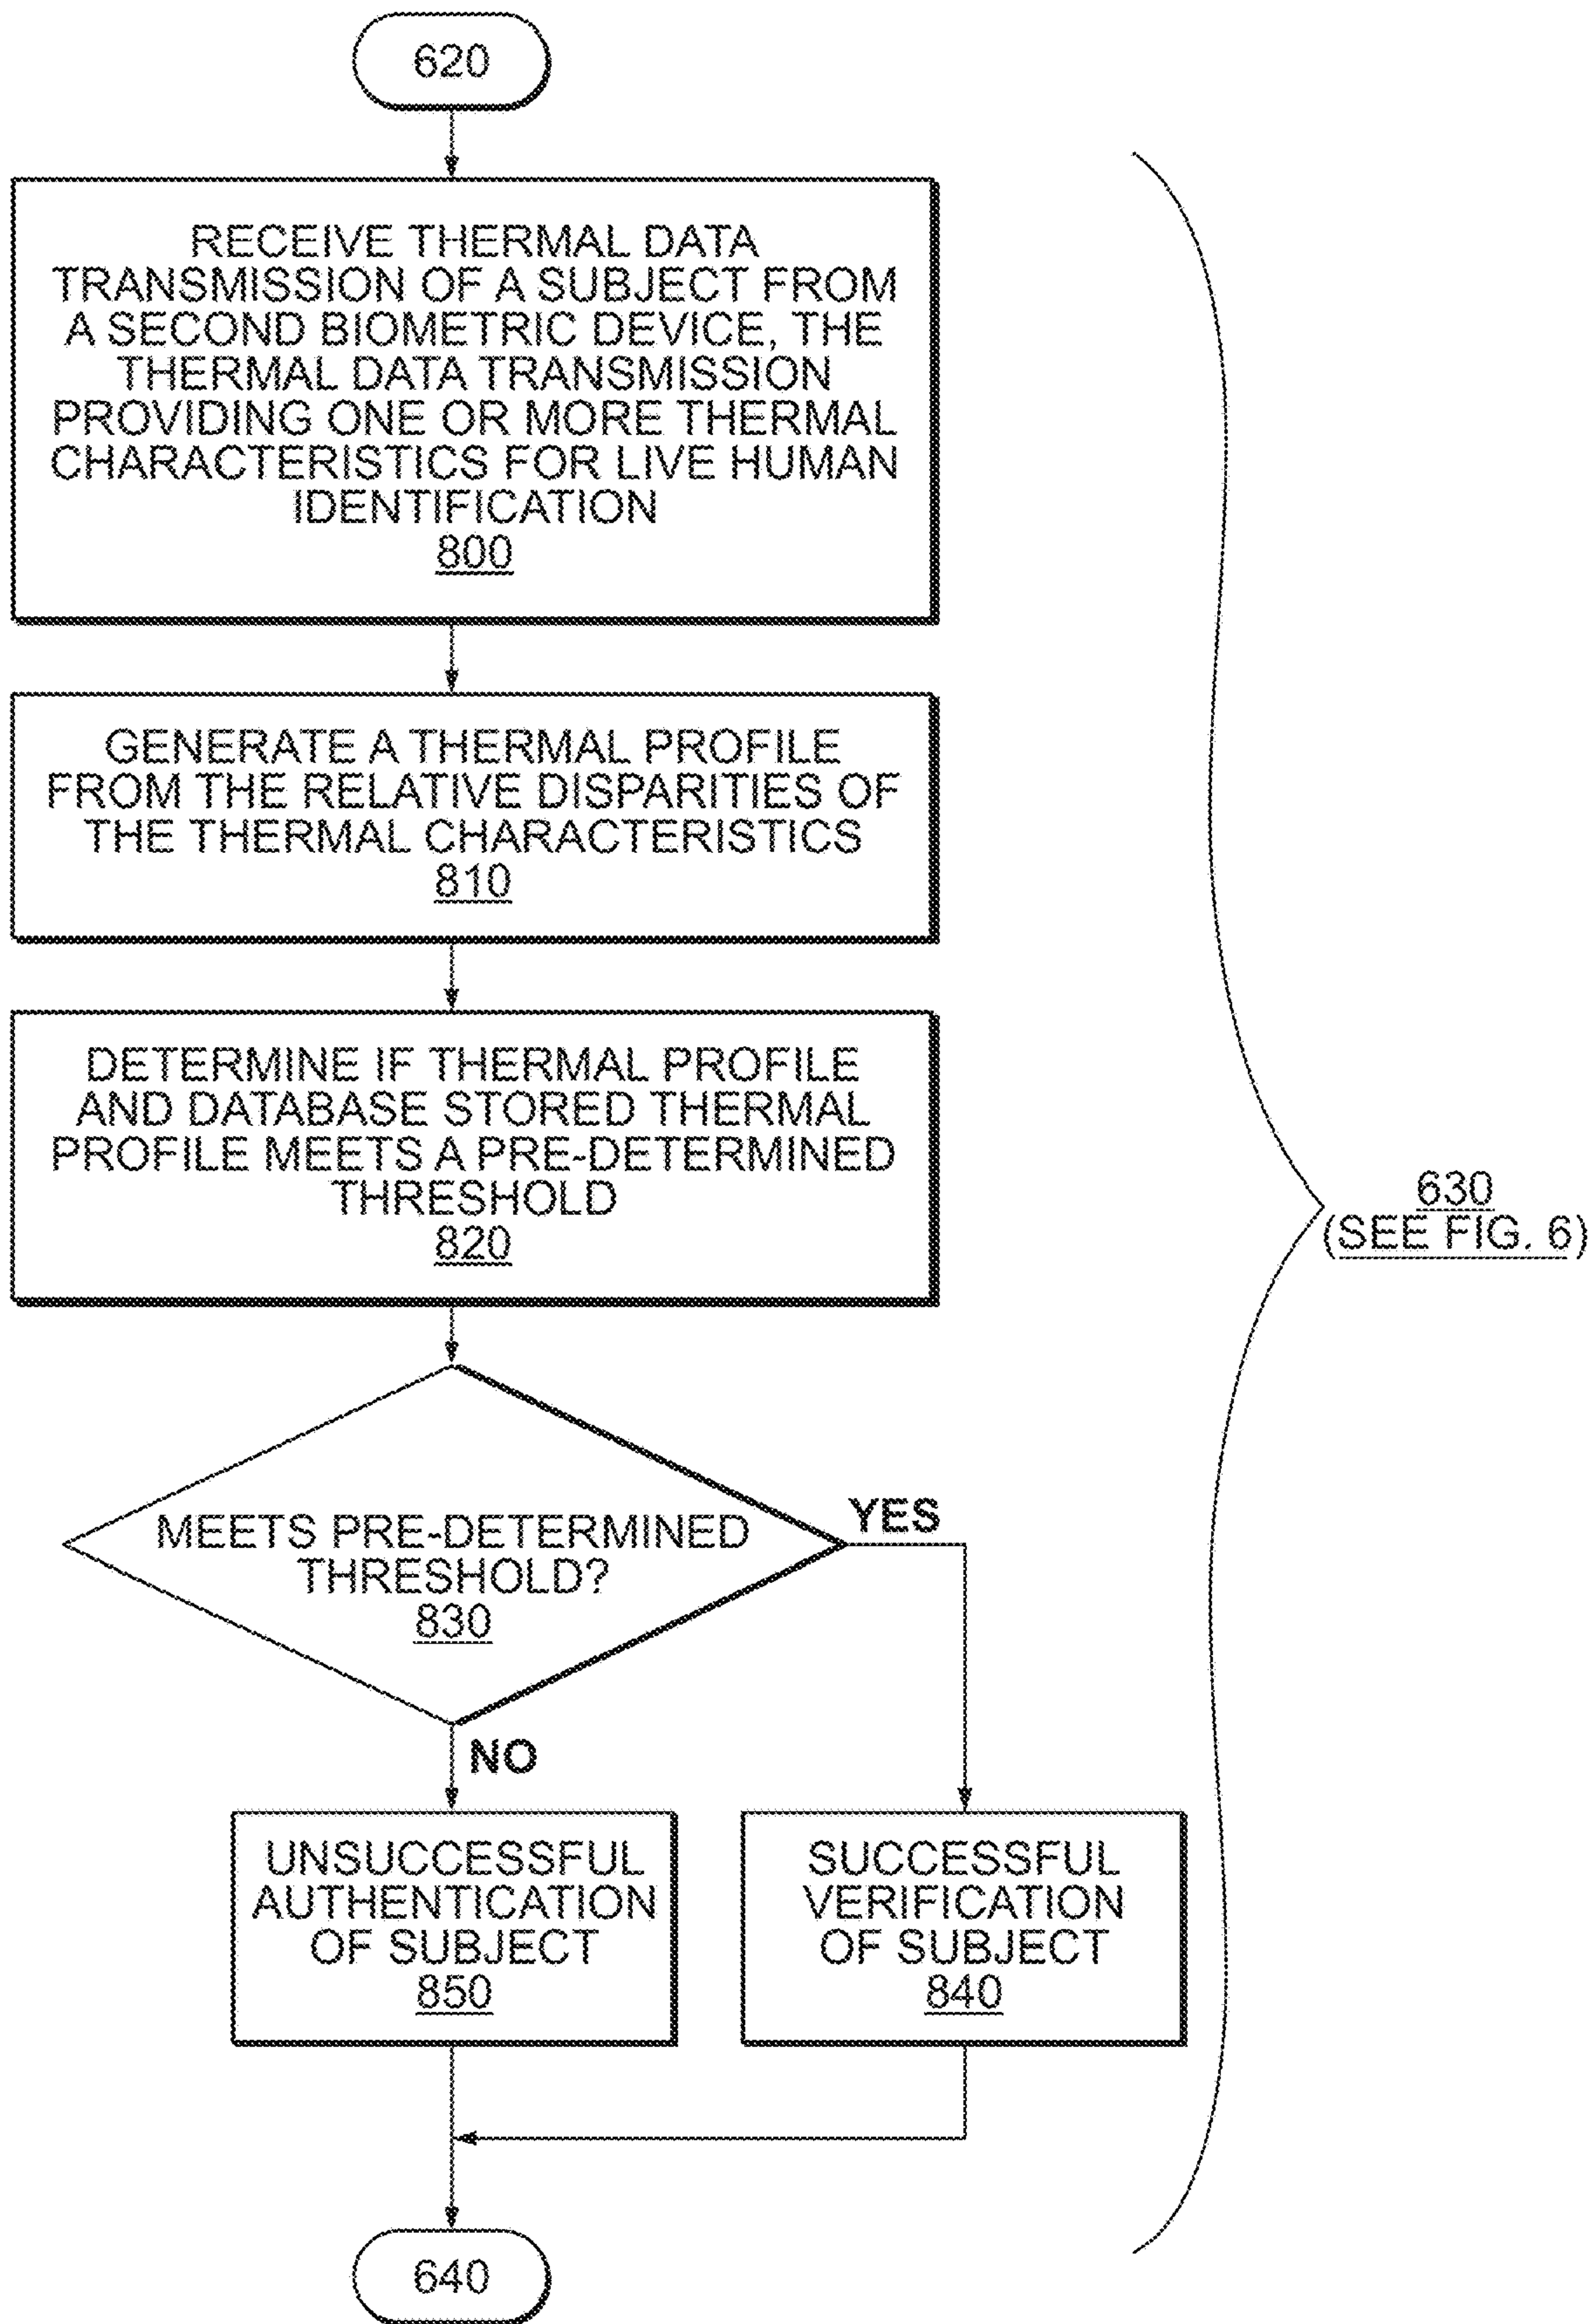 620
RECEIVE THERMAL DATA
TRANSMISSION OF A SUBJECT FROM
A SECOND BIOMETRIC DEVICE, THE
THERMAL DATA TRANSMISSION
PROVIDING ONE OR MORE THERMAL
CHARACTERISTICS FOR LIVE HUMAN
IDENTIFICATION
800
GENERATE A THERMAL PROFILE
FROM THE RELATIVE DISPARITIES OF
THE THERMAL CHARACTERISTICS
810
DETERMINE IF THERMAL PROFILE
AND DATABASE STORED THERMAL
PROFILE MEETS A PRE-DETERMINED
THRESHOLD
820
630
(SEE FIG. 6)
MEETS PRE-DETERMINED
THRESHOLD?
830
YES
NO
UNSUCCESSFUL
AUTHENTICATION
OF SUBJECT
850
SUCCESSFUL
VERIFICATION
OF SUBJECT
840
640